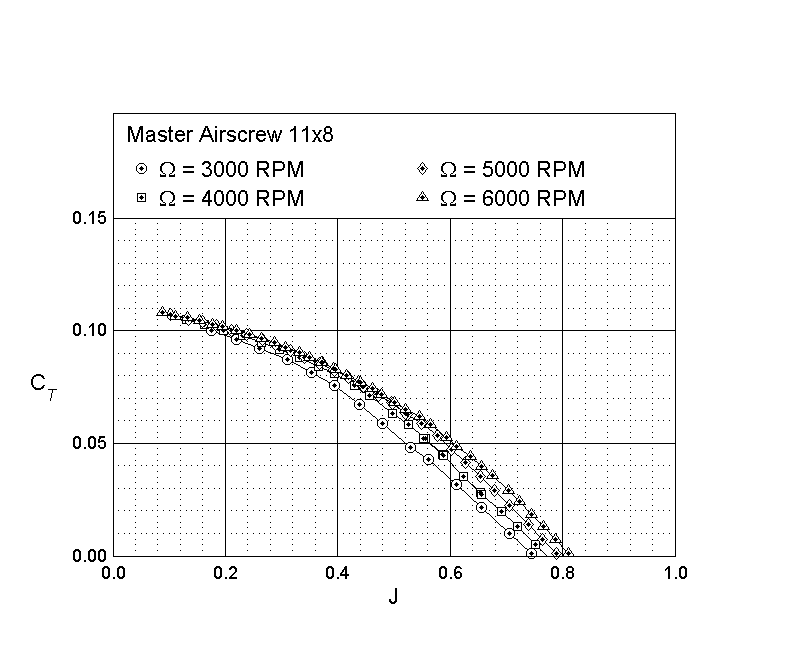 Master Airscrew 11x8
Ω = 3000 RPM
Ω = 5000 RPM
Ω = 4000 RPM
Ω = 6000 RPM
0.15
0.10
C_T
0.05
0.00
0.0 0.2 0.4 0.6 0.8 1.0
J